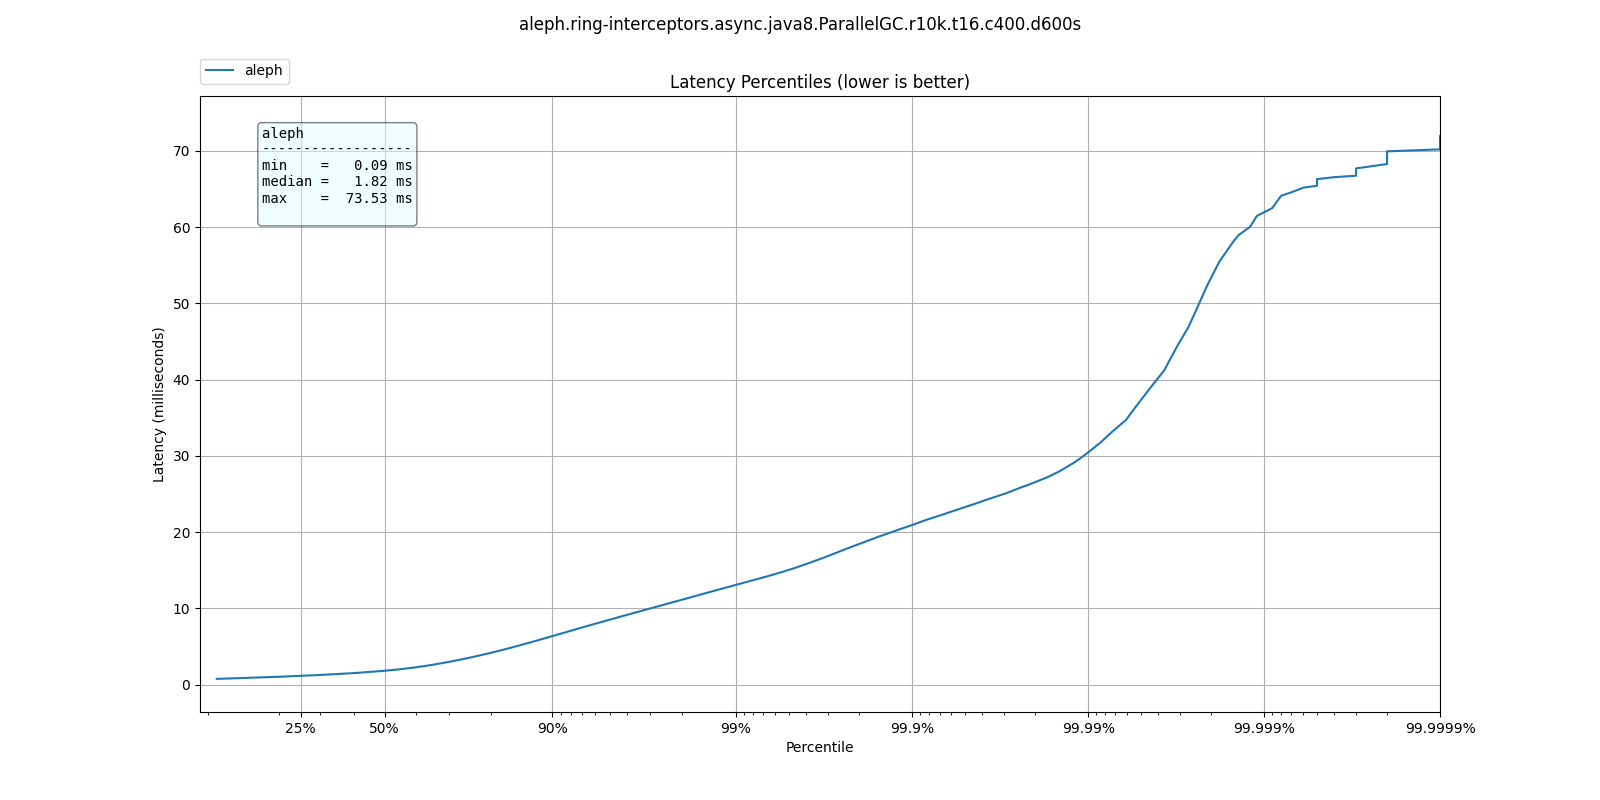 aleph.ring-interceptors.async.java8.ParallelGC.r10k.t16.c400.d600s
aleph
Latency Percentiles (lower is better)
aleph
------------------
min    =   0.09 ms
median =   1.82 ms
max    =  73.53 ms
70
60
50
40
30
20
10
0
Latency (milliseconds)
25% 50% 90% 99% 99.9% 99.99% 99.999% 99.9999%
Percentile